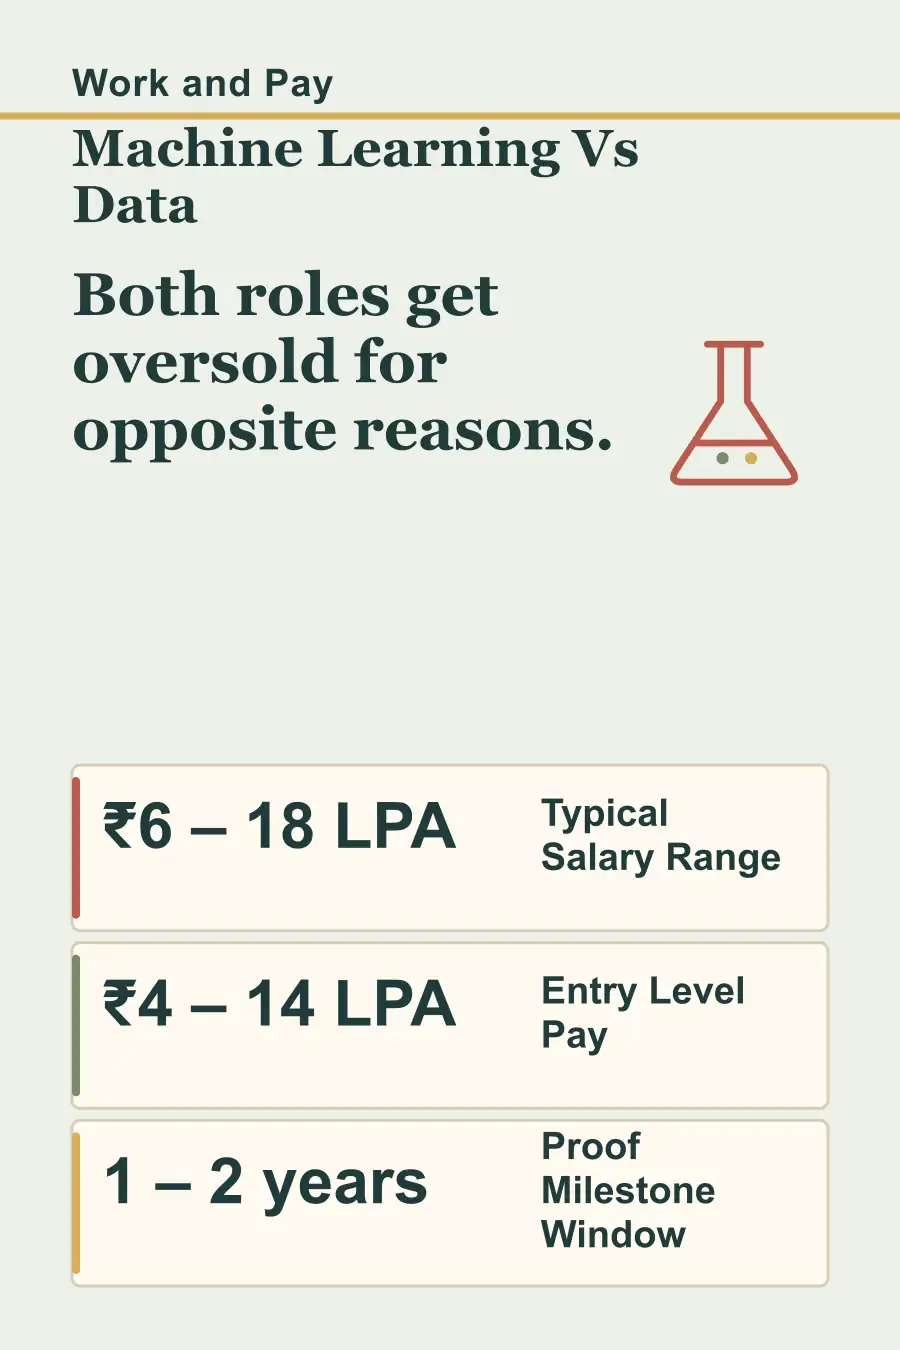 Work and Pay
Machine Learning Vs
Data
Both roles get
oversold for
opposite reasons.
₹6 – 18 LPA
Typical
Salary Range
₹4 – 14 LPA
Entry Level
Pay
1 – 2 years
Proof
Milestone
Window